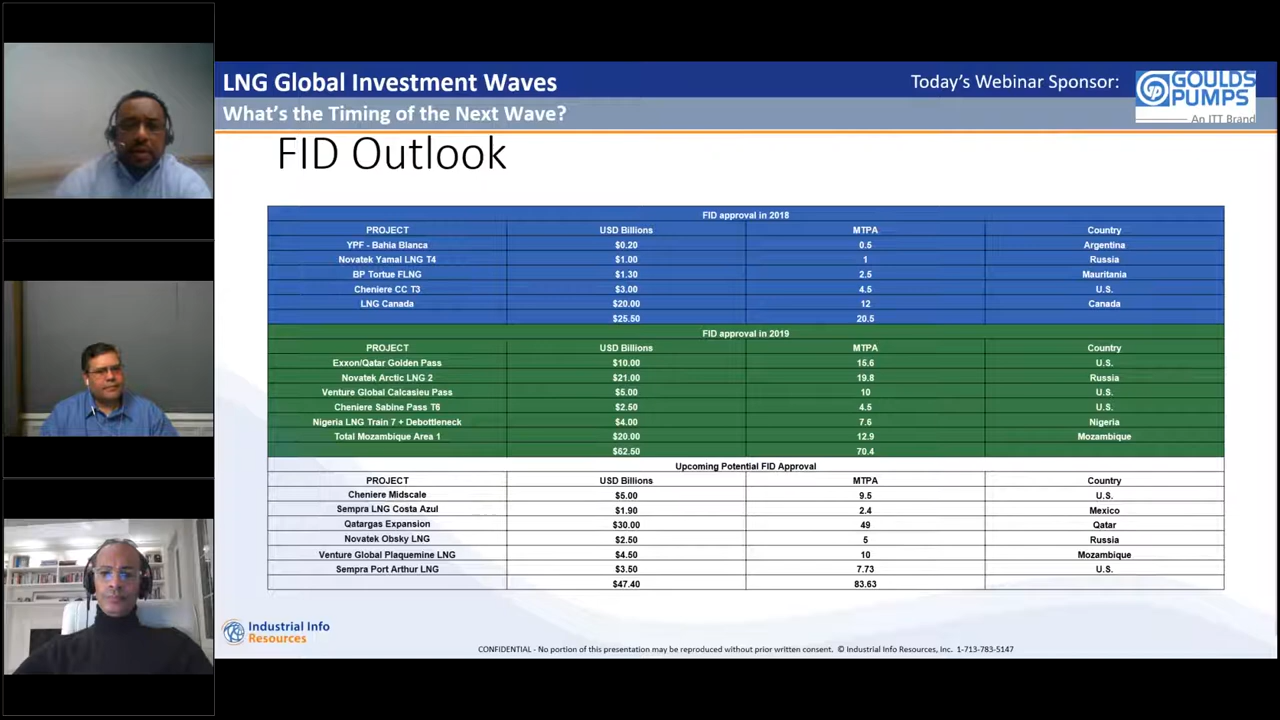 LNG Global Investment Waves
Today's Webinar Sponsor:
GOULDS
PUMPS
An ITT Brand
What's the Timing of the Next Wave?
FID Outlook
FID approval in 2018
PROJECT USD Billions MTPA Country
YPF - Bahia Blanca $0.20 0.5 Argentina
Novatek Yamal LNG T4 $1.00 1 Russia
BP Tortue FLNG $1.30 2.5 Mauritania
Cheniere CC T3 $3.00 4.5 U.S.
LNG Canada $20.00 12 Canada
$25.50 20.5
FID approval in 2019
PROJECT USD Billions MTPA Country
Exxon/Qatar Golden Pass $10.00 15.6 U.S.
Novatek Arctic LNG 2 $21.00 19.8 Russia
Venture Global Calcasieu Pass $5.00 10 U.S.
Cheniere Sabine Pass T6 $2.50 4.5 U.S.
Nigeria LNG Train 7 + Debottleneck $4.00 7.6 Nigeria
Total Mozambique Area 1 $20.00 12.9 Mozambique
$62.50 70.4
Upcoming Potential FID Approval
PROJECT USD Billions MTPA Country
Cheniere Midscale $5.00 9.5 U.S.
Sempra LNG Costa Azul $1.90 2.4 Mexico
Qatargas Expansion $30.00 49 Qatar
Novatek Obsky LNG $2.50 5 Russia
Venture Global Plaquemine LNG $4.50 10 Mozambique
Sempra Port Arthur LNG $3.50 7.73 U.S.
$47.40 83.63
Industrial Info
Resources
CONFIDENTIAL - No portion of this presentation may be reproduced without prior written consent. © Industrial Info Resources, Inc. 1-713-783-5147